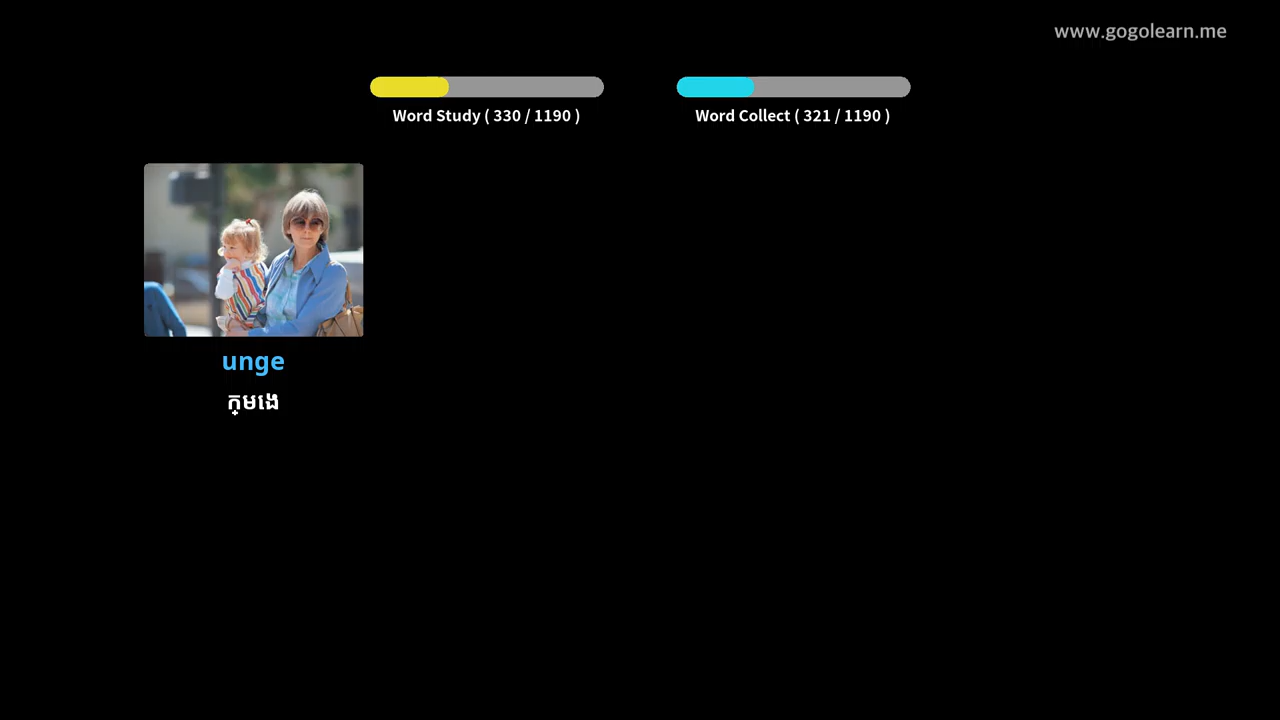 www.gogolearn.me
Word Study ( 330 / 1190 )
Word Collect ( 321 / 1190 )
unge
ក្មងេ